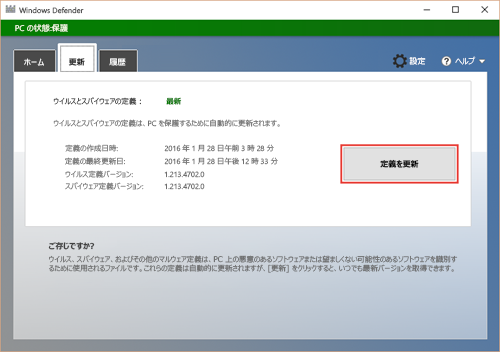 Windows Defender
PC の状態:保護
ホーム
更新
履歴
設定
ヘルプ
ウイルスとスパイウェアの定義： 最新
ウイルスとスパイウェアの定義は、PC を保護するために自動的に更新されます。
定義の作成日時: 2016 年 1 月 28 日午前 3 時 28 分
定義の最終更新日: 2016 年 1 月 28 日午後 12 時 33 分
ウイルス定義バージョン: 1.213.4702.0
スパイウェア定義バージョン: 1.213.4702.0
定義を更新
ご存じですか?
ウイルス、スパイウェア、およびその他のマルウェア定義は、PC 上の悪意のあるソフトウェアまたは望ましくない可能性のあるソフトウェアを識別す
るために使用されるファイルです。これらの定義は自動的に更新されますが、[更新] をクリックすると、いつでも最新バージョンを取得できます。